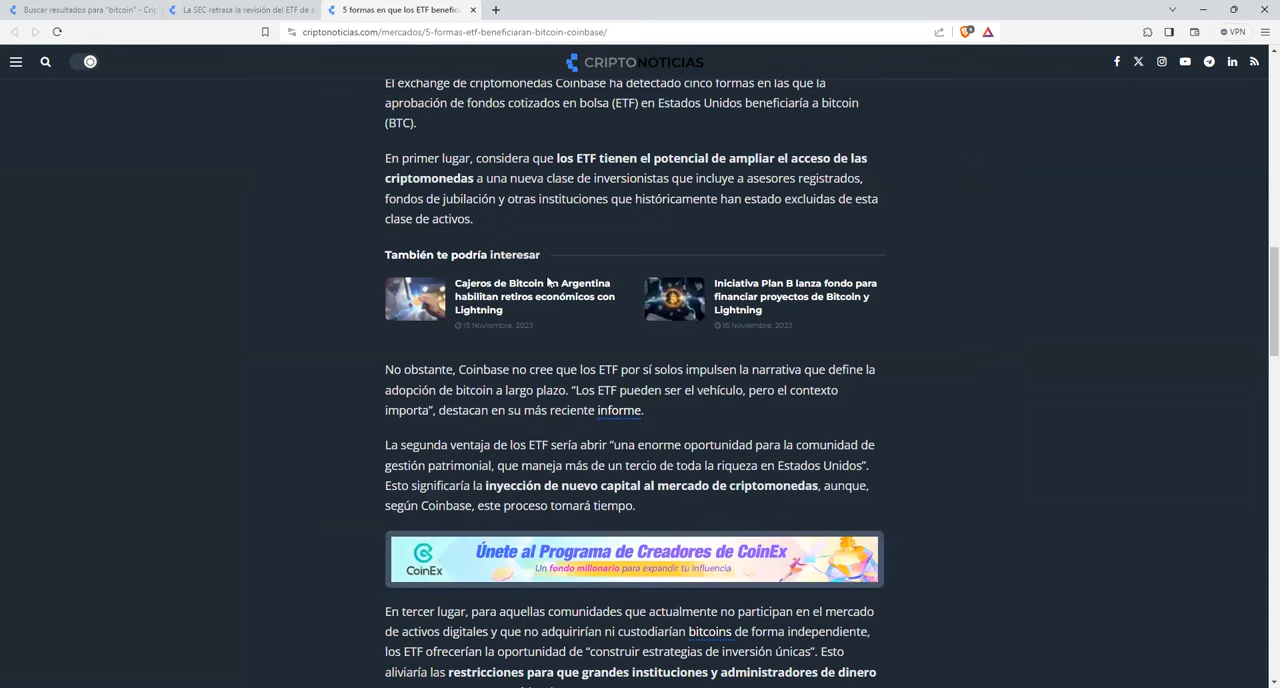 Buscar resultados para "bitcoin" - Crip
La SEC retrasa la revisión del ETF de b
5 formas en que los ETF benefici
criptonoticias.com/mercados/5-formas-etf-beneficiaran-bitcoin-coinbase/
VPN
CRIPTONOTICIAS
El exchange de criptomonedas Coinbase ha detectado cinco formas en las que la
aprobación de fondos cotizados en bolsa (ETF) en Estados Unidos beneficiaría a bitcoin
(BTC).
En primer lugar, considera que los ETF tienen el potencial de ampliar el acceso de las
criptomonedas a una nueva clase de inversionistas que incluye a asesores registrados,
fondos de jubilación y otras instituciones que históricamente han estado excluidas de esta
clase de activos.
También te podría interesar
Cajeros de Bitcoin en Argentina
habilitan retiros económicos con
Lightning
15 Noviembre, 2023
Iniciativa Plan B lanza fondo para
financiar proyectos de Bitcoin y
Lightning
15 Noviembre, 2023
No obstante, Coinbase no cree que los ETF por sí solos impulsen la narrativa que define la
adopción de bitcoin a largo plazo. “Los ETF pueden ser el vehículo, pero el contexto
importa”, destacan en su más reciente informe.
La segunda ventaja de los ETF sería abrir “una enorme oportunidad para la comunidad de
gestión patrimonial, que maneja más de un tercio de toda la riqueza en Estados Unidos”.
Esto significaría la inyección de nuevo capital al mercado de criptomonedas, aunque,
según Coinbase, este proceso tomará tiempo.
CoinEx
Únete al Programa de Creadores de CoinEx
Un fondo millonario para expandir tu influencia
En tercer lugar, para aquellas comunidades que actualmente no participan en el mercado
de activos digitales y que no adquirirían ni custodiarían bitcoins de forma independiente,
los ETF ofrecerían la oportunidad de “construir estrategias de inversión únicas”. Esto
aliviaría las restricciones para que grandes instituciones y administradores de dinero